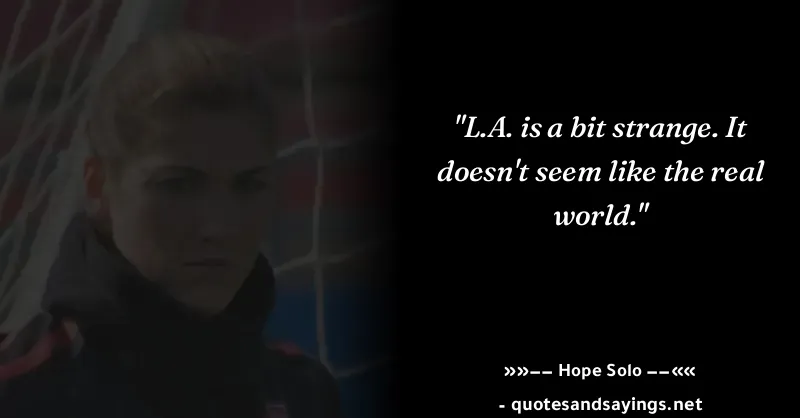 "L.A. is a bit strange. It
doesn't seem like the real
world."
»»−− Hope Solo −−««
- quotesandsayings.net